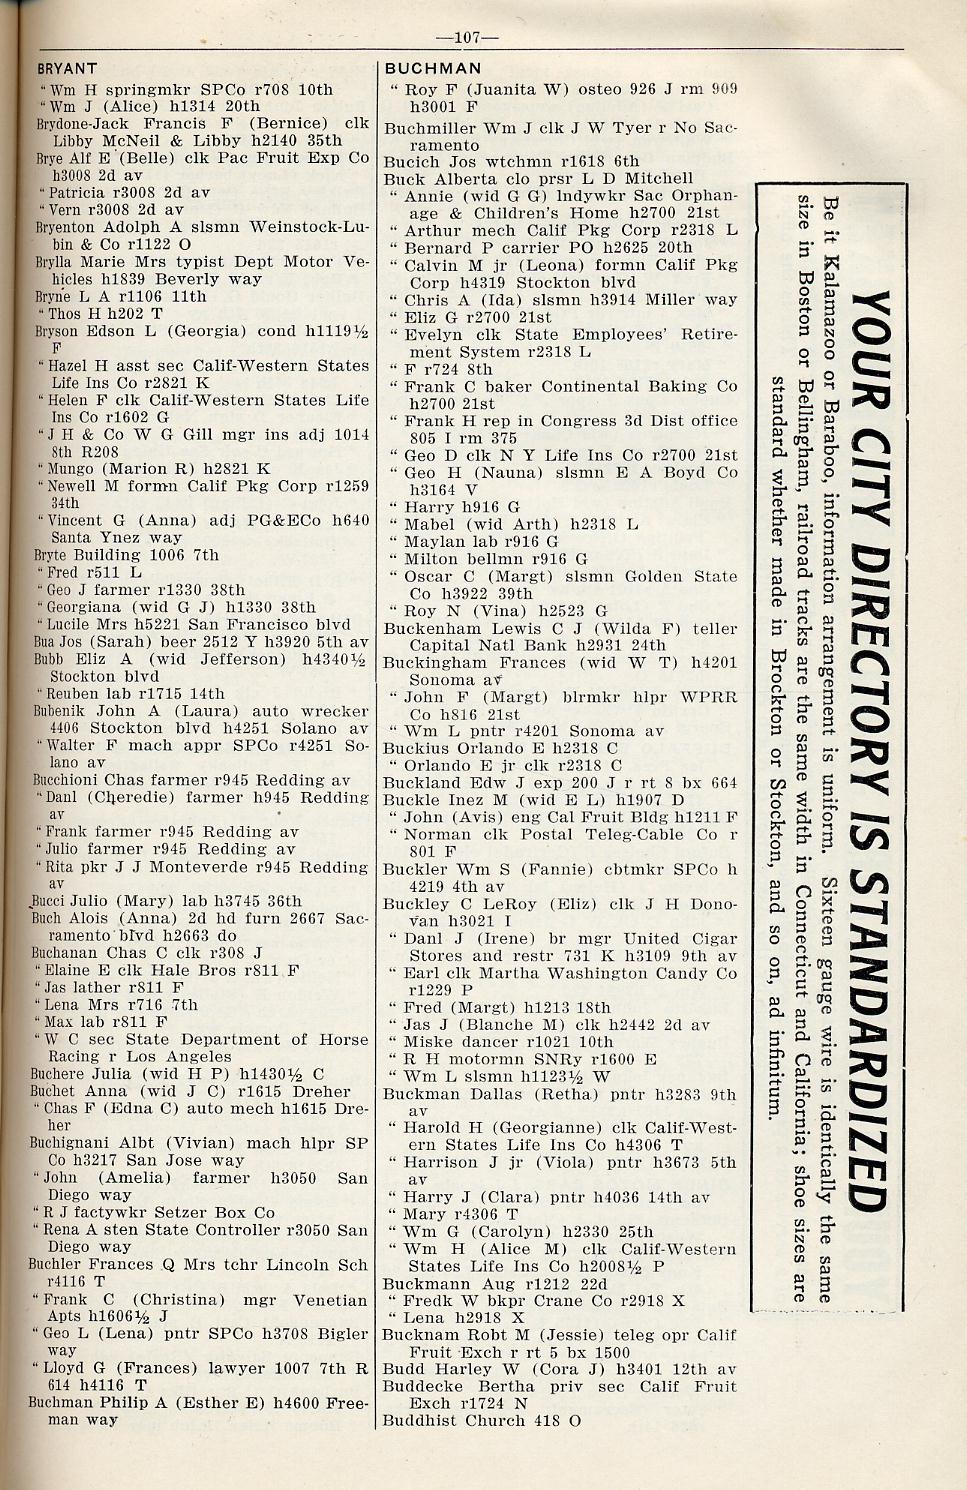 —107—
BRYANT
“ Wm H springmkr SPCo r708 10th
“ Wm J (Alice) h1314 20th
Brydone-Jack Francis F (Bernice) clk
Libby McNeil & Libby h2140 35th
Brye Alf E (Belle) clk Pac Fruit Exp Co
h3008 2d av
“ Patricia r3008 2d av
“ Vern r3008 2d av
Bryenton Adolph A slsmn Weinstock-Lu-
bin & Co r1122 O
Brylla Marie Mrs typist Dept Motor Ve-
hicles h1839 Beverly way
Bryne L A r1106 11th
“ Thos H h202 T
Bryson Edson L (Georgia) cond h1119½
F
“ Hazel H asst sec Calif-Western States
Life Ins Co r2821 K
“ Helen F clk Calif-Western States Life
Ins Co r1602 G
“ J H & Co W G Gill mgr ins adj 1014
8th R208
“ Mungo (Marion R) h2821 K
“ Newell M formn Calif Pkg Corp r1259
34th
“ Vincent G (Anna) adj PG&ECo h640
Santa Ynez way
Bryte Building 1006 7th
“ Fred r511 L
“ Geo J farmer r1330 38th
“ Georgiana (wid G J) h1330 38th
“ Lucile Mrs h5221 San Francisco blvd
Bua Jos (Sarah) beer 2512 Y h3920 5th av
Bubb Eliz A (wid Jefferson) h4340½
Stockton blvd
“ Reuben lab r1715 14th
Bubenik John A (Laura) auto wrecker
4406 Stockton blvd h4251 Solano av
“ Walter F mach appr SPCo r4251 So-
lano av
Bucchioni Chas farmer r945 Redding av
“ Danl (Cheredie) farmer h945 Redding
av
“ Frank farmer r945 Redding av
“ Julio farmer r945 Redding av
“ Rita pkr J J Monteverde r945 Redding
av
Bucci Julio (Mary) lab h3745 36th
Buch Alois (Anna) 2d hd furn 2667 Sac-
ramento blvd h2663 do
Buchanan Chas C clk r308 J
“ Elaine E clk Hale Bros r811 F
“ Jas lather r811 F
“ Lena Mrs r716 7th
“ Max lab r811 F
“ W C sec State Department of Horse
Racing r Los Angeles
Buchere Julia (wid H P) h1430½ C
Buchet Anna (wid J C) r1615 Dreher
“ Chas F (Edna C) auto mech h1615 Dre-
her
Buchignani Albt (Vivian) mach hlpr SP
Co h3217 San Jose way
“ John (Amelia) farmer h3050 San
Diego way
“ R J factywkr Setzer Box Co
“ Rena A sten State Controller r3050 San
Diego way
Buchler Frances Q Mrs tchr Lincoln Sch
r4116 T
“ Frank C (Christina) mgr Venetian
Apts h1606½ J
“ Geo L (Lena) pntr SPCo h3708 Bigler
way
“ Lloyd G (Frances) lawyer 1007 7th R
614 h4116 T
Buchman Philip A (Esther E) h4600 Free-
man way
BUCHMAN
“ Roy F (Juanita W) osteo 926 J rm 909
h3001 F
Buchmiller Wm J clk J W Tyer r No Sac-
ramento
Bucich Jos wtchmn r1618 6th
Buck Alberta clo prsr L D Mitchell
“ Annie (wid G G) lndywkr Sac Orphan-
age & Children's Home h2700 21st
“ Arthur mech Calif Pkg Corp r2318 L
“ Bernard P carrier PO h2625 20th
“ Calvin M jr (Leona) formn Calif Pkg
Corp h4319 Stockton blvd
“ Chris A (Ida) slsmn h3914 Miller way
“ Eliz G r2700 21st
“ Evelyn clk State Employees' Retire-
ment System r2318 L
“ F r724 8th
“ Frank C baker Continental Baking Co
h2700 21st
“ Frank H rep in Congress 3d Dist office
805 I rm 375
“ Geo D clk N Y Life Ins Co r2700 21st
“ Geo H (Nauna) slsmn E A Boyd Co
h3164 V
“ Harry h916 G
“ Mabel (wid Arth) h2318 L
“ Maylan lab r916 G
“ Milton bellmn r916 G
“ Oscar C (Margt) slsmn Golden State
Co h3922 39th
“ Roy N (Vina) h2523 G
Buckenham Lewis C J (Wilda F) teller
Capital Natl Bank h2931 24th
Buckingham Frances (wid W T) h4201
Sonoma av
“ John F (Margt) blrmkr hlpr WPRR
Co h816 21st
“ Wm L pntr r4201 Sonoma av
Buckius Orlando E h2318 C
“ Orlando E jr clk r2318 C
Buckland Edw J exp 200 J r rt 8 bx 664
Buckle Inez M (wid E L) h1907 D
“ John (Avis) eng Cal Fruit Bldg h1211 F
“ Norman clk Postal Teleg-Cable Co r
801 F
Buckler Wm S (Fannie) cbtmkr SPCo h
4219 4th av
Buckley C LeRoy (Eliz) clk J H Dono-
van h3021 I
“ Danl J (Irene) br mgr United Cigar
Stores and restr 731 K h3109 9th av
“ Earl clk Martha Washington Candy Co
r1229 P
“ Fred (Margt) h1213 18th
“ Jas J (Blanche M) clk h2442 2d av
“ Miske dancer r1021 10th
“ R H motormn SNRy r1600 E
“ Wm L slsmn h1123½ W
Buckman Dallas (Retha) pntr h3283 9th
av
“ Harold H (Georgianne) clk Calif-West-
ern States Life Ins Co h4306 T
“ Harrison J jr (Viola) pntr h3673 5th
av
“ Harry J (Clara) pntr h4036 14th av
“ Mary r4306 T
“ Wm G (Carolyn) h2330 25th
“ Wm H (Alice M) clk Calif-Western
States Life Ins Co h2008½ P
Buckmann Aug r1212 22d
“ Fredk W bkpr Crane Co r2918 X
“ Lena h2918 X
Bucknam Robt M (Jessie) teleg opr Calif
Fruit Exch r rt 5 bx 1500
Budd Harley W (Cora J) h3401 12th av
Buddecke Bertha priv sec Calif Fruit
Exch r1724 N
Buddhist Church 418 O
YOUR CITY DIRECTORY IS STANDARDIZED
Be it Kalamazoo or Baraboo, information arrangement is uniform. Sixteen gauge wire is identically the same
size in Boston or Bellingham, railroad tracks are the same width in Connecticut and California; shoe sizes are
standard whether made in Brockton or Stockton, and so on, ad infinitum.